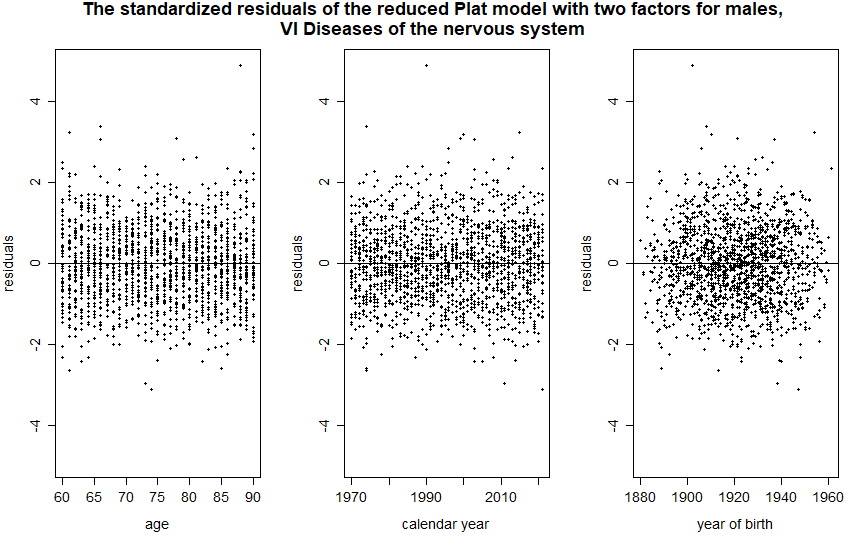 The standardized residuals of the reduced Plat model with two factors for males,
VI Diseases of the nervous system
residuals
4
2
0
-2
-4
60 65 70 75 80 85 90
age
residuals
4
2
0
-2
-4
1970 1990 2010
calendar year
residuals
4
2
0
-2
-4
1880 1900 1920 1940 1960
year of birth